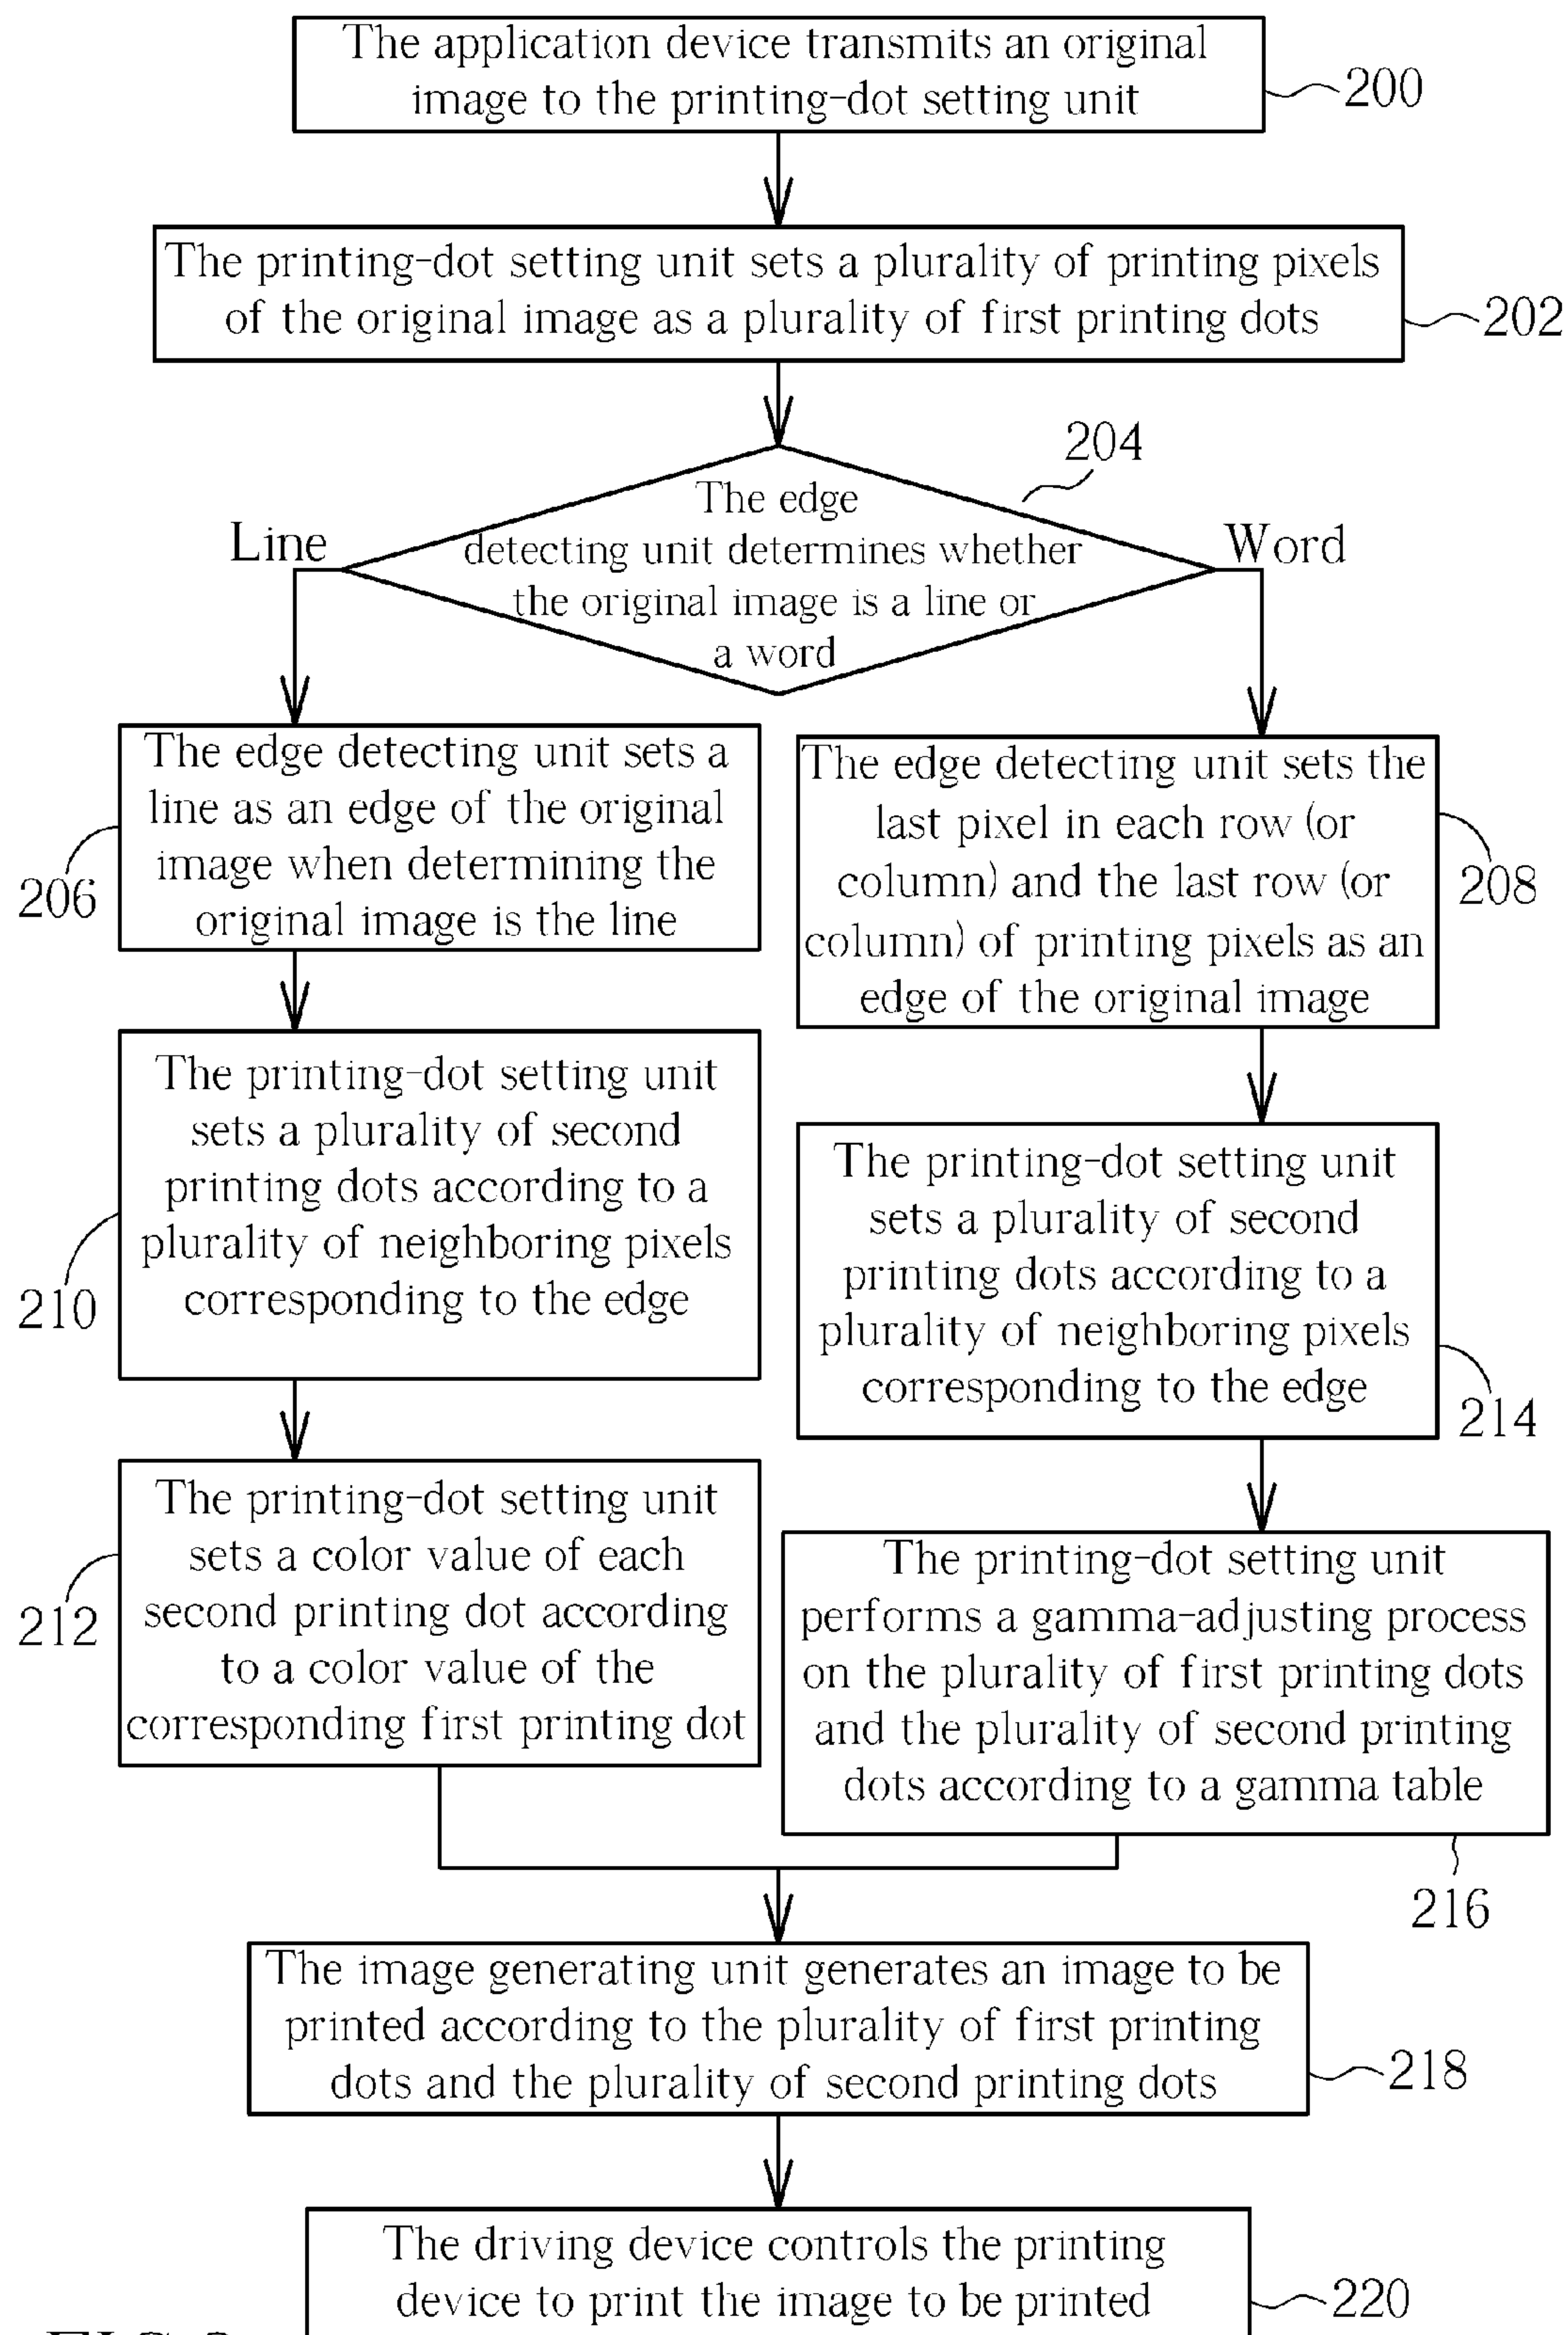 The application device transmits an original
image to the printing-dot setting unit
200
The printing-dot setting unit sets a plurality of printing pixels
of the original image as a plurality of first printing dots
202
204
The edge
detecting unit determines whether
the original image is a line or
a word
Line
Word
The edge detecting unit sets a
line as an edge of the original
image when determining the
original image is the line
206
The edge detecting unit sets the
last pixel in each row (or
column) and the last row (or
column) of printing pixels as an
edge of the original image
208
The printing-dot setting unit
sets a plurality of second
printing dots according to a
plurality of neighboring pixels
corresponding to the edge
210
The printing-dot setting unit
sets a plurality of second
printing dots according to a
plurality of neighboring pixels
corresponding to the edge
214
The printing-dot setting unit
sets a color value of each
second printing dot according
to a color value of the
corresponding first printing dot
212
The printing-dot setting unit
performs a gamma-adjusting process
on the plurality of first printing dots
and the plurality of second printing
dots according to a gamma table
216
The image generating unit generates an image to be
printed according to the plurality of first printing
dots and the plurality of second printing dots
218
The driving device controls the printing
device to print the image to be printed
220